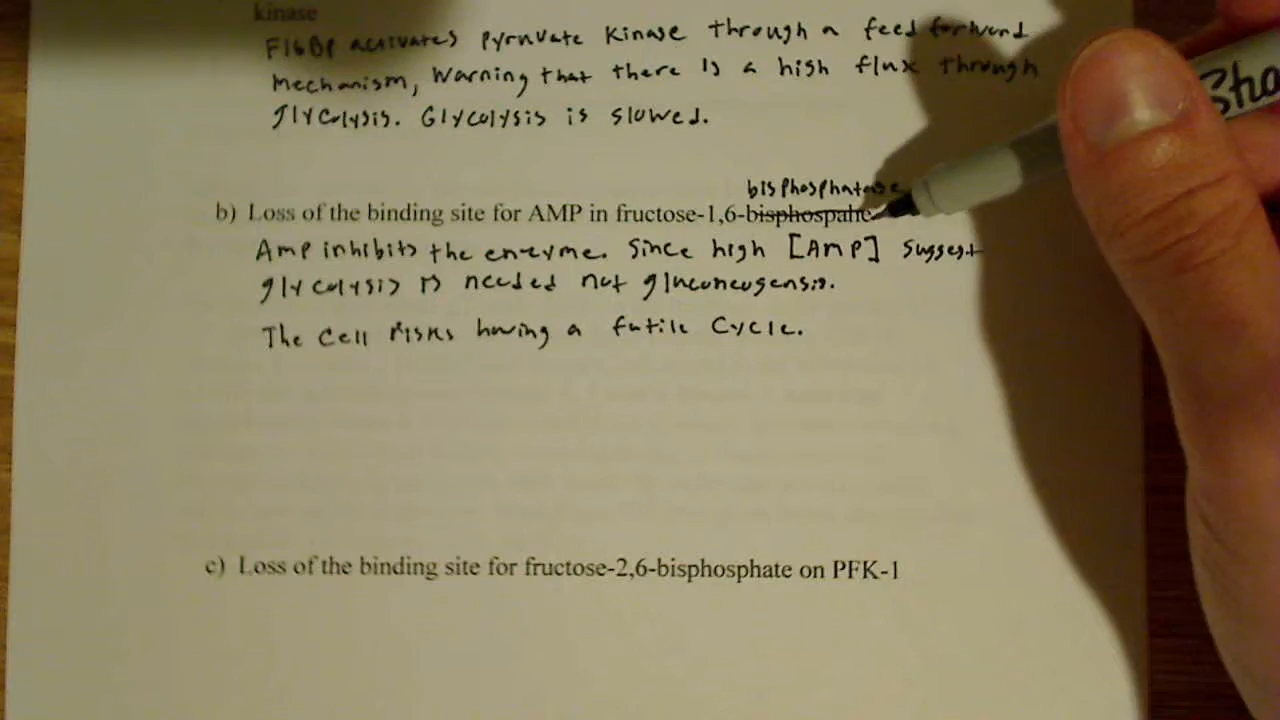 kinase
F16BP activates pyruvate kinase through a feed forward
mechanism, warning that there is a high flux through
glycolysis. Glycolysis is slowed.
bisphosphatase
b) Loss of the binding site for AMP in fructose-1,6-bisphospahe
Amp inhibits the enzyme. Since high [AMP] suggest
glycolysis is needed not gluconeogensis.
The cell risks having a futile cycle.
c) Loss of the binding site for fructose-2,6-bisphosphate on PFK-1
Sha